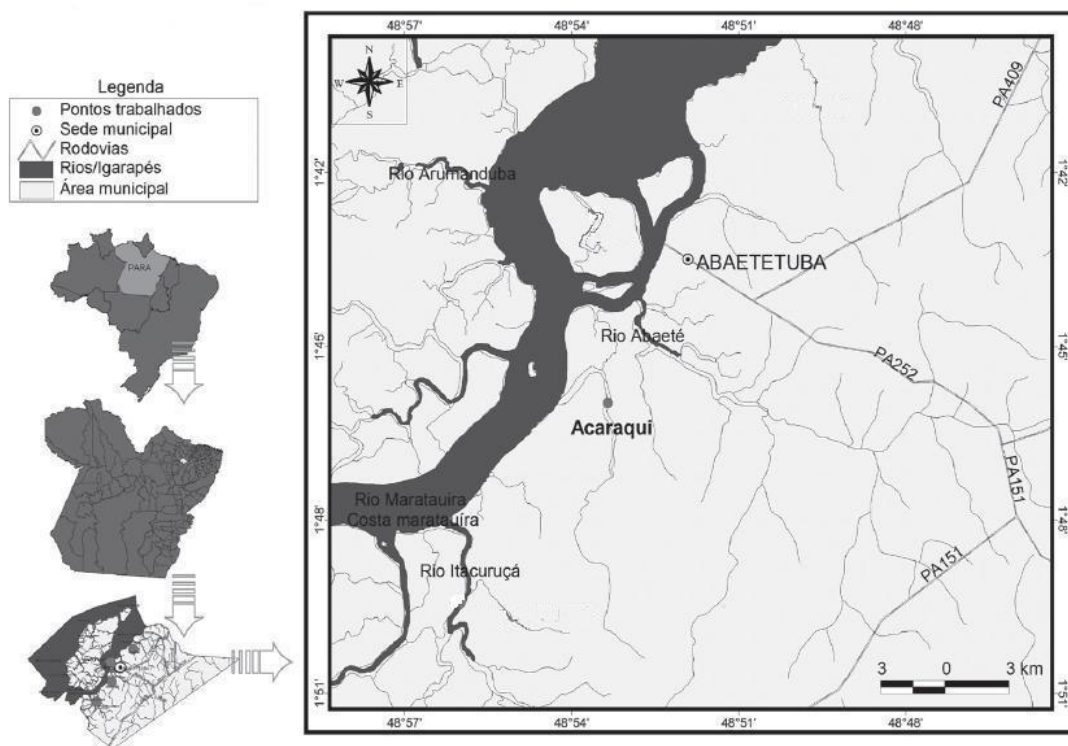 Legenda
Pontos trabalhados
Sede municipal
Rodovias
Rios/Igarapés
Área municipal
PARA
48°57' 48°54' 48°51' 48°48'
N
W E
S
PA409
1°42' 1°42'
Rio Arumanduba
ABAETETUBA
Rio Abaeté
1°45' 1°45'
PA252
Acaraqui
PA151
Rio Maratauira
Costa maratauíra
1°48' 1°48'
PA151
Rio Itacuruçá
3 0 3 km
1°51' 1°51'
48°57' 48°54' 48°51' 48°48'